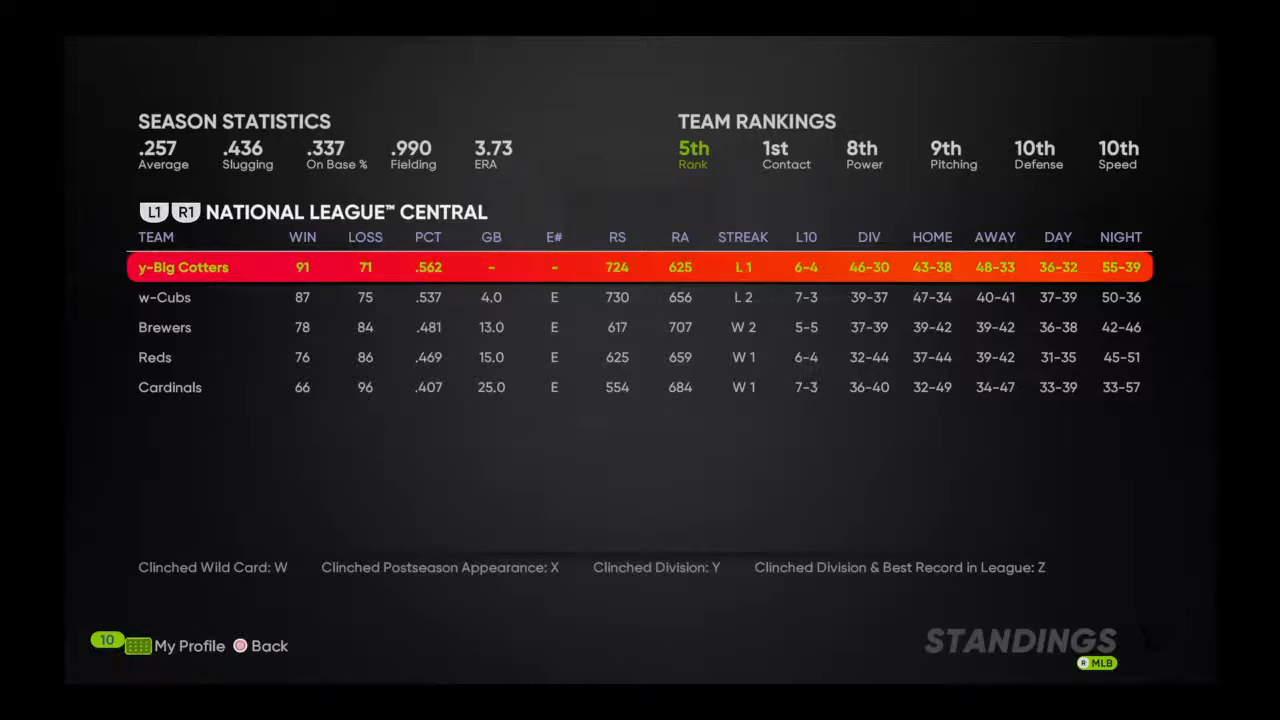 SEASON STATISTICS
.257 .436 .337 .990 3.73
Average Slugging On Base % Fielding ERA
TEAM RANKINGS
5th 1st 8th 9th 10th 10th
Rank Contact Power Pitching Defense Speed
L1 R1 NATIONAL LEAGUE™ CENTRAL
TEAM WIN LOSS PCT GB E# RS RA STREAK L10 DIV HOME AWAY DAY NIGHT
y-Big Cotters 91 71 .562 - - 724 625 L 1 6-4 46-30 43-38 48-33 36-32 55-39
w-Cubs 87 75 .537 4.0 E 730 656 L 2 7-3 39-37 47-34 40-41 37-39 50-36
Brewers 78 84 .481 13.0 E 617 707 W 2 5-5 37-39 39-42 39-42 36-38 42-46
Reds 76 86 .469 15.0 E 625 659 W 1 6-4 32-44 37-44 39-42 31-35 45-51
Cardinals 66 96 .407 25.0 E 554 684 W 1 7-3 36-40 32-49 34-47 33-39 33-57
Clinched Wild Card: W Clinched Postseason Appearance: X Clinched Division: Y Clinched Division & Best Record in League: Z
10 My Profile Back
STANDINGS
R MLB